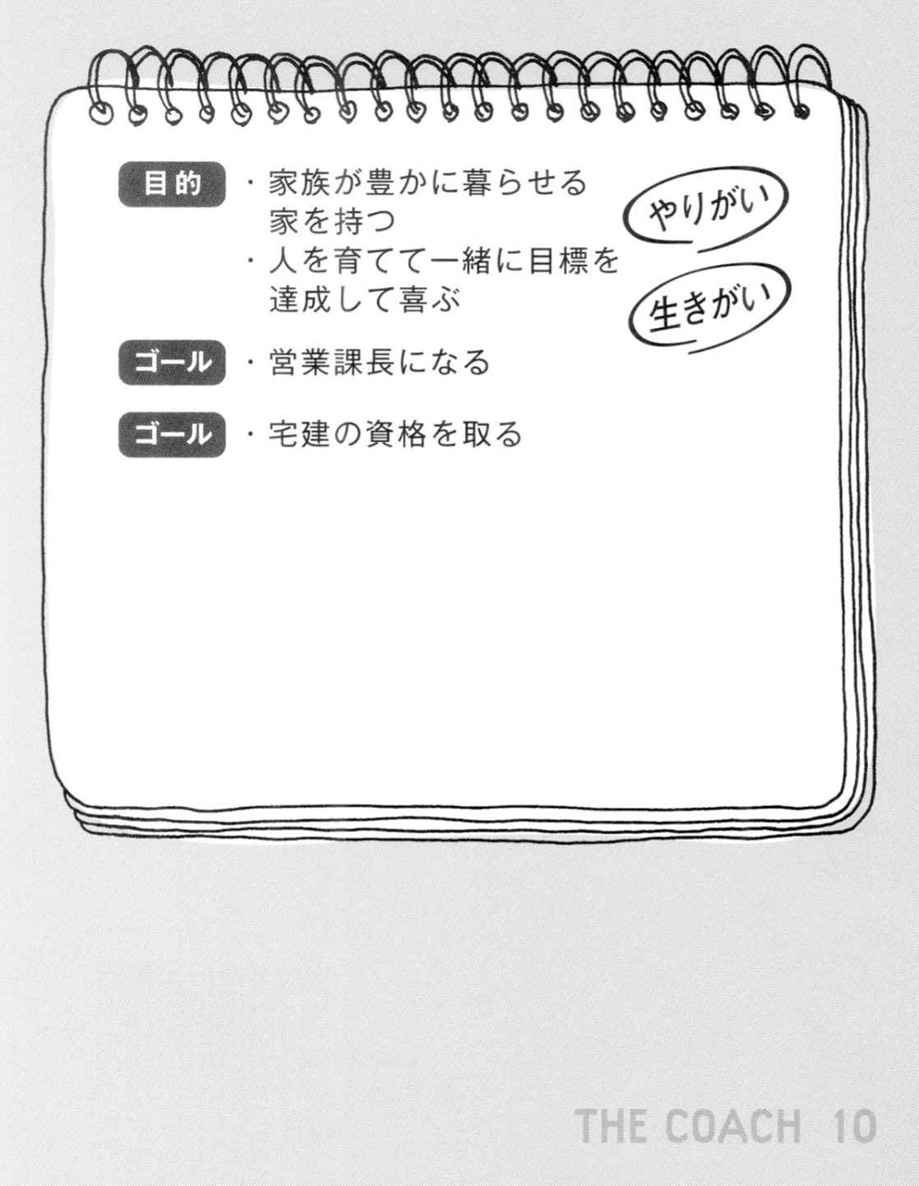 目的 ・家族が豊かに暮らせる
家を持つ
・人を育てて一緒に目標を
達成して喜ぶ
やりがい
生きがい
ゴール ・営業課長になる
ゴール ・宅建の資格を取る
THE COACH 10